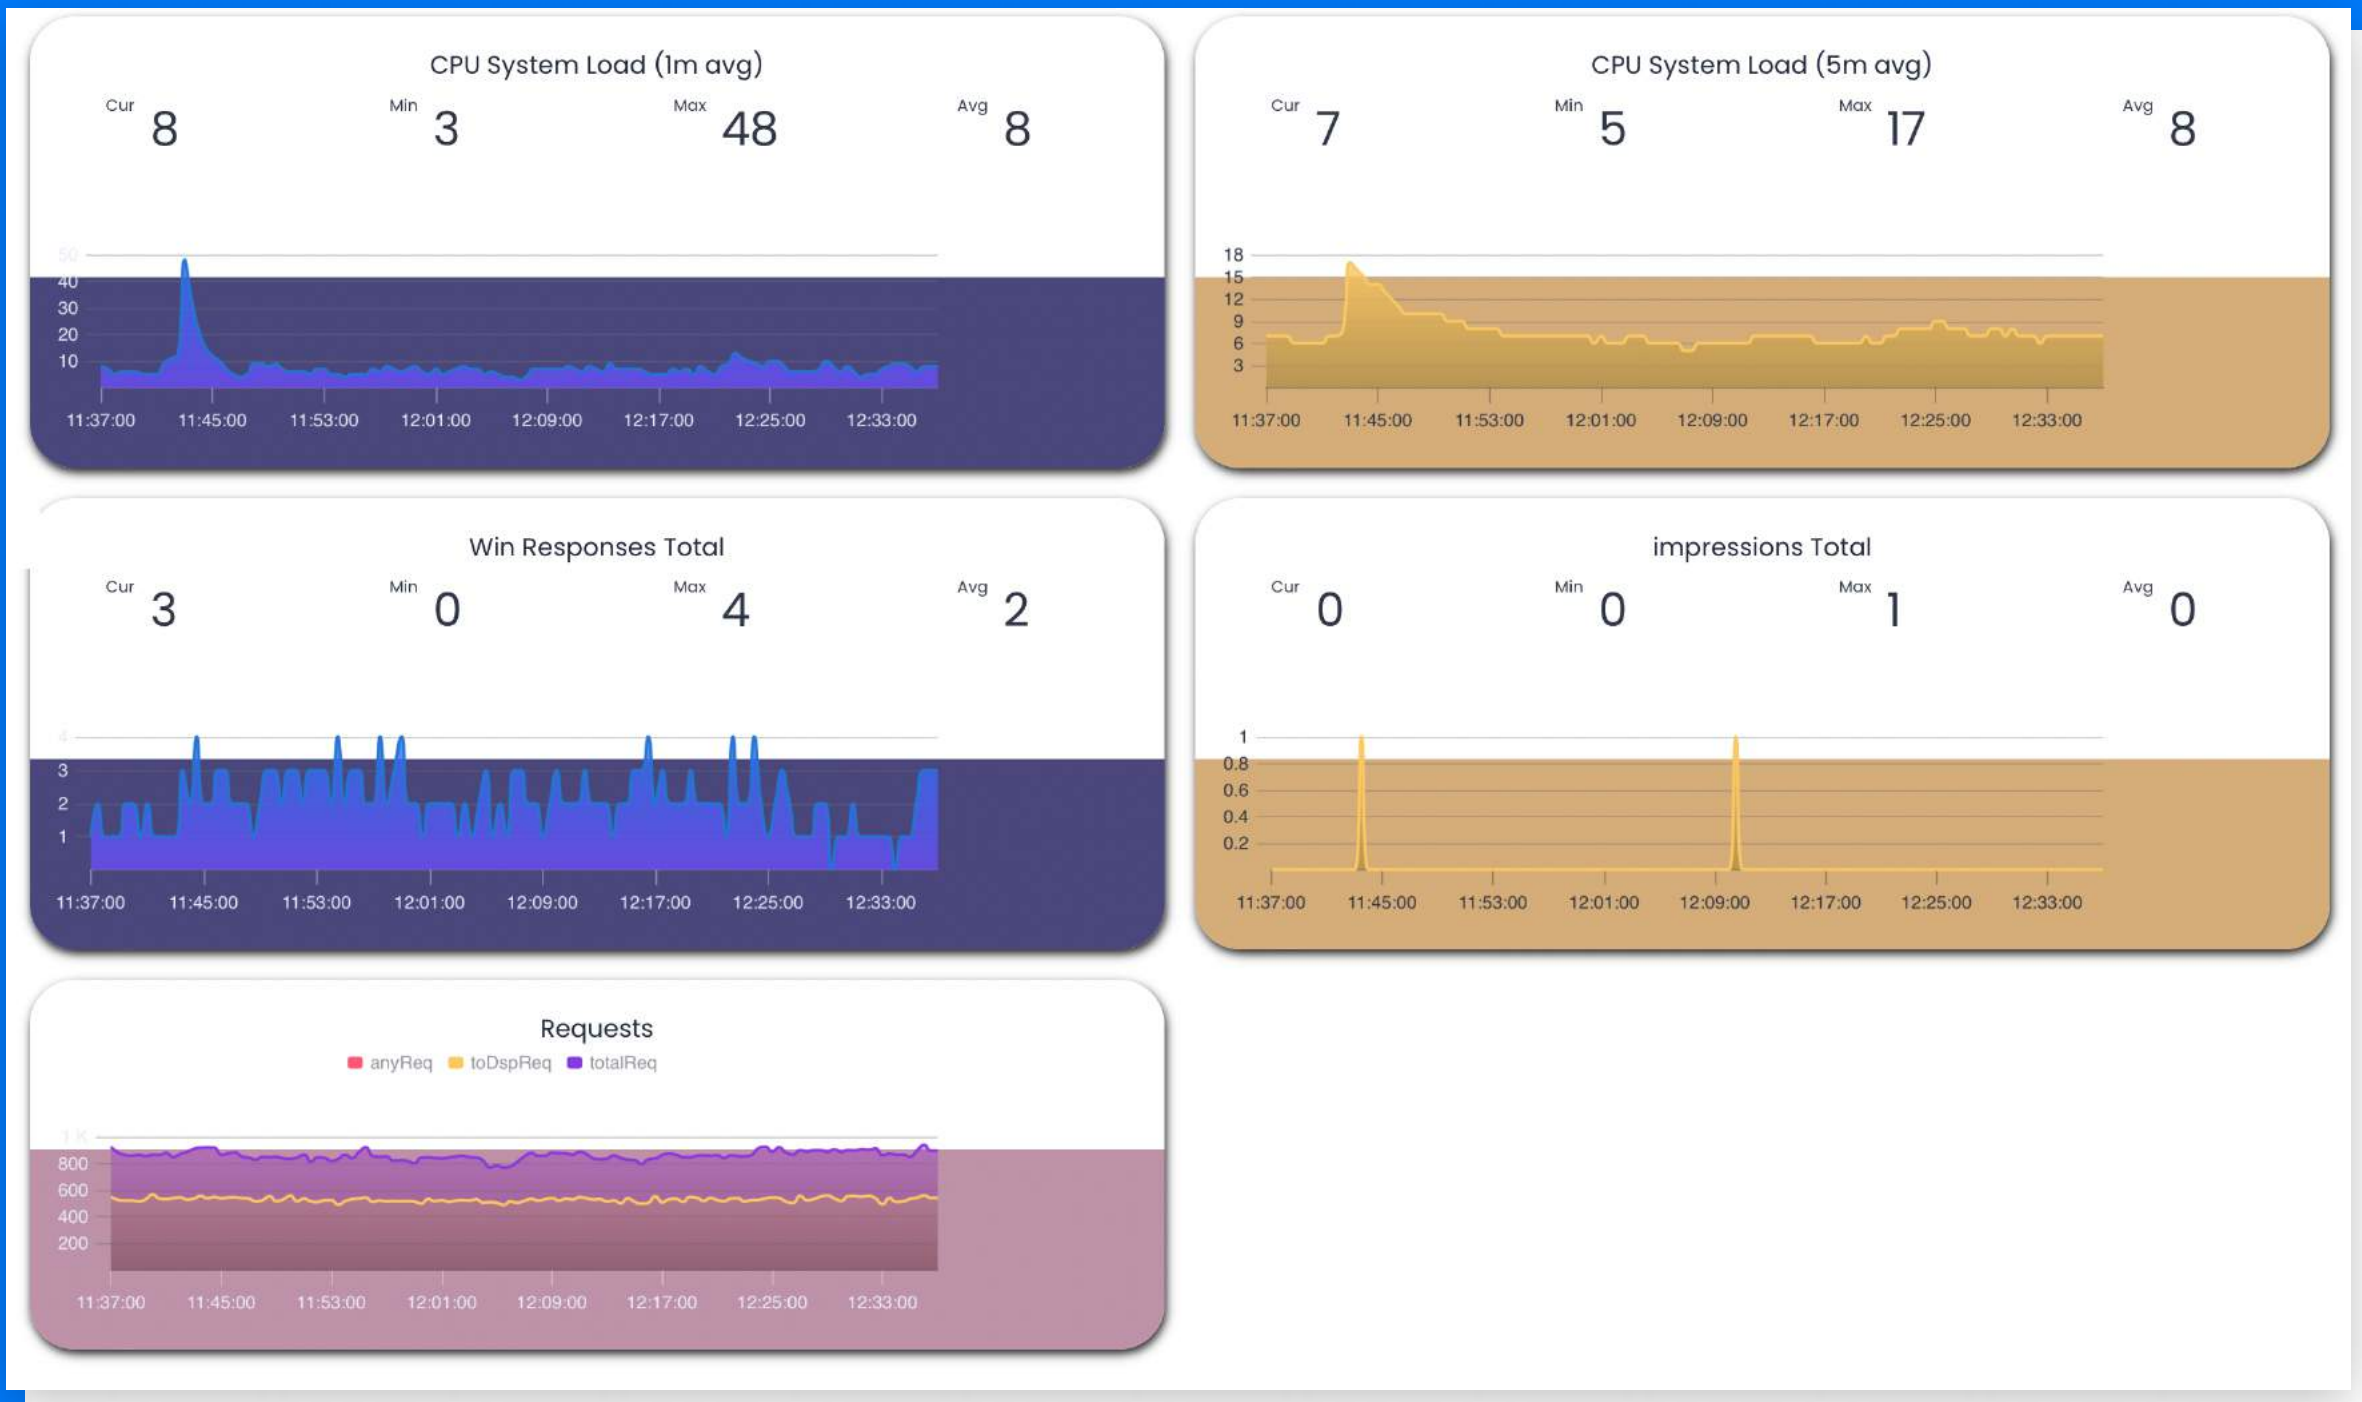 CPU System Load (1m avg)
Cur 8 Min 3 Max 48 Avg 8
50
40
30
20
10
11:37:00 11:45:00 11:53:00 12:01:00 12:09:00 12:17:00 12:25:00 12:33:00
CPU System Load (5m avg)
Cur 7 Min 5 Max 17 Avg 8
18
15
12
9
6
3
11:37:00 11:45:00 11:53:00 12:01:00 12:09:00 12:17:00 12:25:00 12:33:00
Win Responses Total
Cur 3 Min 0 Max 4 Avg 2
4
3
2
1
11:37:00 11:45:00 11:53:00 12:01:00 12:09:00 12:17:00 12:25:00 12:33:00
impressions Total
Cur 0 Min 0 Max 1 Avg 0
1
0.8
0.6
0.4
0.2
11:37:00 11:45:00 11:53:00 12:01:00 12:09:00 12:17:00 12:25:00 12:33:00
Requests
anyReq toDspReq totalReq
1 K
800
600
400
200
11:37:00 11:45:00 11:53:00 12:01:00 12:09:00 12:17:00 12:25:00 12:33:00